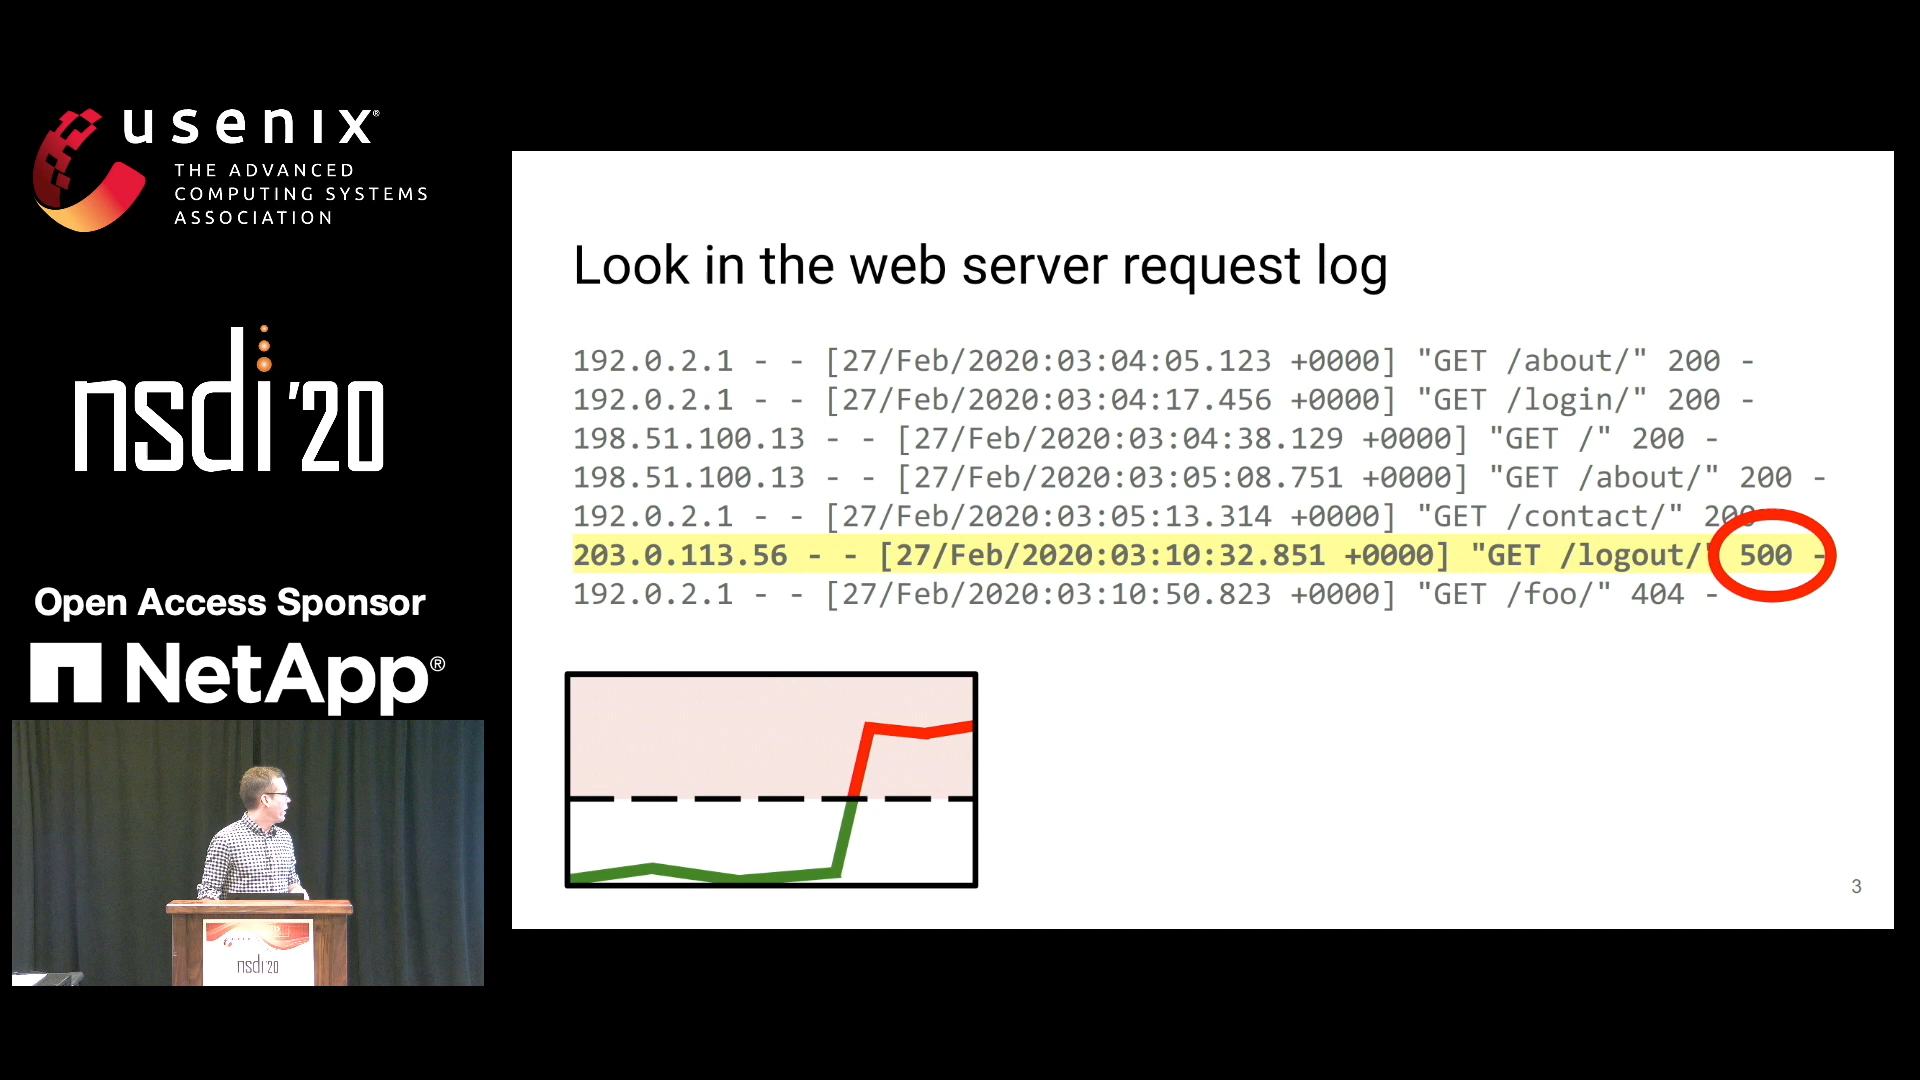 usenix®
THE ADVANCED
COMPUTING SYSTEMS
ASSOCIATION
nsdi '20
Open Access Sponsor
NetApp®
nsdi '20
Look in the web server request log
192.0.2.1 - - [27/Feb/2020:03:04:05.123 +0000] "GET /about/" 200 -
192.0.2.1 - - [27/Feb/2020:03:04:17.456 +0000] "GET /login/" 200 -
198.51.100.13 - - [27/Feb/2020:03:04:38.129 +0000] "GET /" 200 -
198.51.100.13 - - [27/Feb/2020:03:05:08.751 +0000] "GET /about/" 200 -
192.0.2.1 - - [27/Feb/2020:03:05:13.314 +0000] "GET /contact/" 200
203.0.113.56 - - [27/Feb/2020:03:10:32.851 +0000] "GET /logout/" 500 -
192.0.2.1 - - [27/Feb/2020:03:10:50.823 +0000] "GET /foo/" 404 -
3